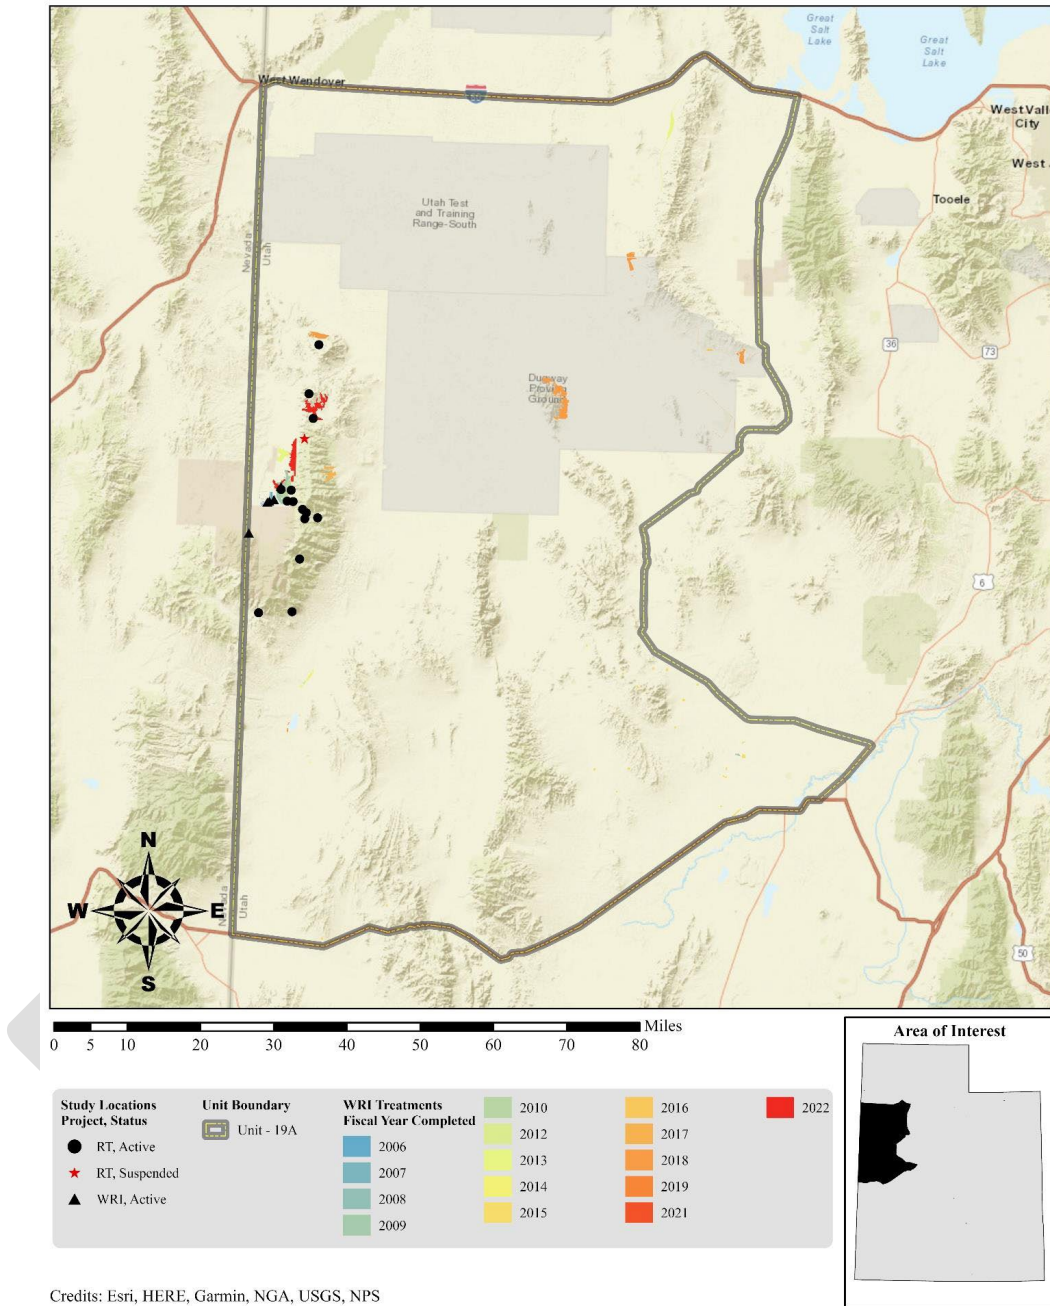 Great
Salt
Lake
Great
Salt
Lake
West Wendover
80
West Vall
City
West
Tooele
Utah Test
and Training
Range-South
Nevada
Utah
36
73
Dugway
Proving
Ground
6
Nevada
Utah
50
N
W
E
S
Miles
0 5 10 20 30 40 50 60 70 80
Area of Interest
Study Locations
Project, Status
RT, Active
RT, Suspended
WRI, Active
Unit Boundary
Unit - 19A
WRI Treatments
Fiscal Year Completed
2006
2007
2008
2009
2010
2012
2013
2014
2015
2016
2017
2018
2019
2021
2022
Credits: Esri, HERE, Garmin, NGA, USGS, NPS